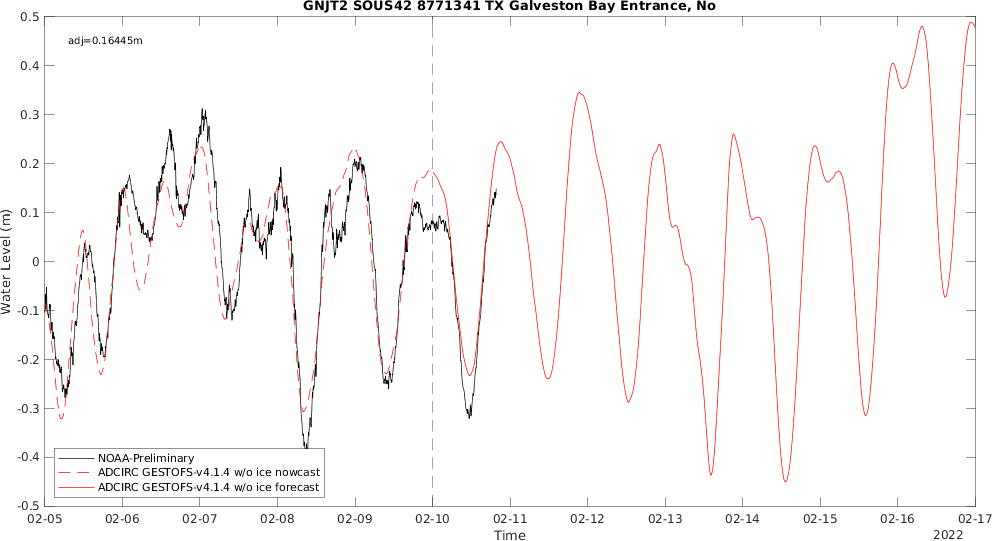 GNJT2 SOUS42 8771341 TX Galveston Bay Entrance, No
adj=0.16445m
0.5
0.4
0.3
0.2
0.1
0
-0.1
-0.2
-0.3
-0.4
-0.5
Water Level (m)
NOAA-Preliminary
ADCIRC GESTOFS-v4.1.4 w/o ice nowcast
ADCIRC GESTOFS-v4.1.4 w/o ice forecast
02-05 02-06 02-07 02-08 02-09 02-10 02-11 02-12 02-13 02-14 02-15 02-16 02-17
Time
2022